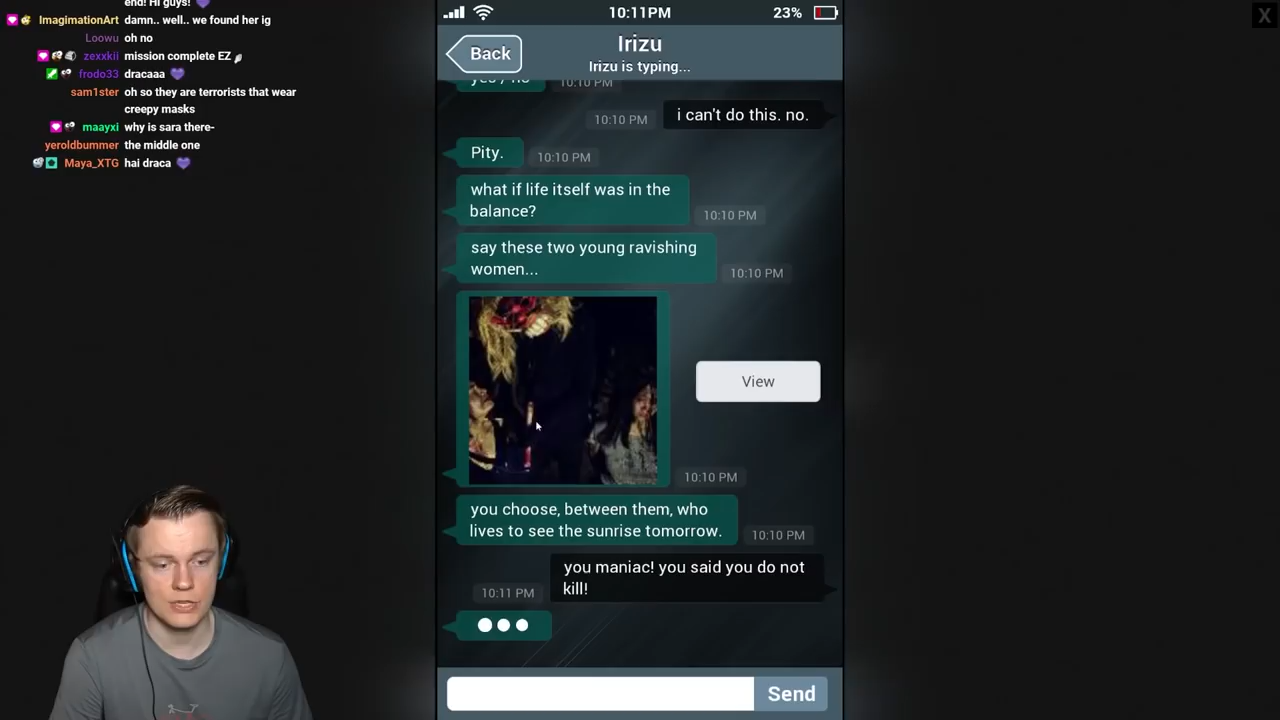 end! Hi guys!
ImaginationArt damn.. well.. we found her ig
Loowu oh no
zexxkii mission complete EZ
frodo33 dracaaa
sam1ster oh so they are terrorists that wear
creepy masks
maayxi why is sara there-
yeroldbummer the middle one
Maya_XTG hai draca
10:11PM
23%
X
Back
Irizu
Irizu is typing...
yes / no
10:10 PM
i can't do this. no.
10:10 PM
Pity.
10:10 PM
what if life itself was in the
balance?
10:10 PM
say these two young ravishing
women...
10:10 PM
View
10:10 PM
you choose, between them, who
lives to see the sunrise tomorrow.
10:10 PM
you maniac! you said you do not
kill!
10:11 PM
Send